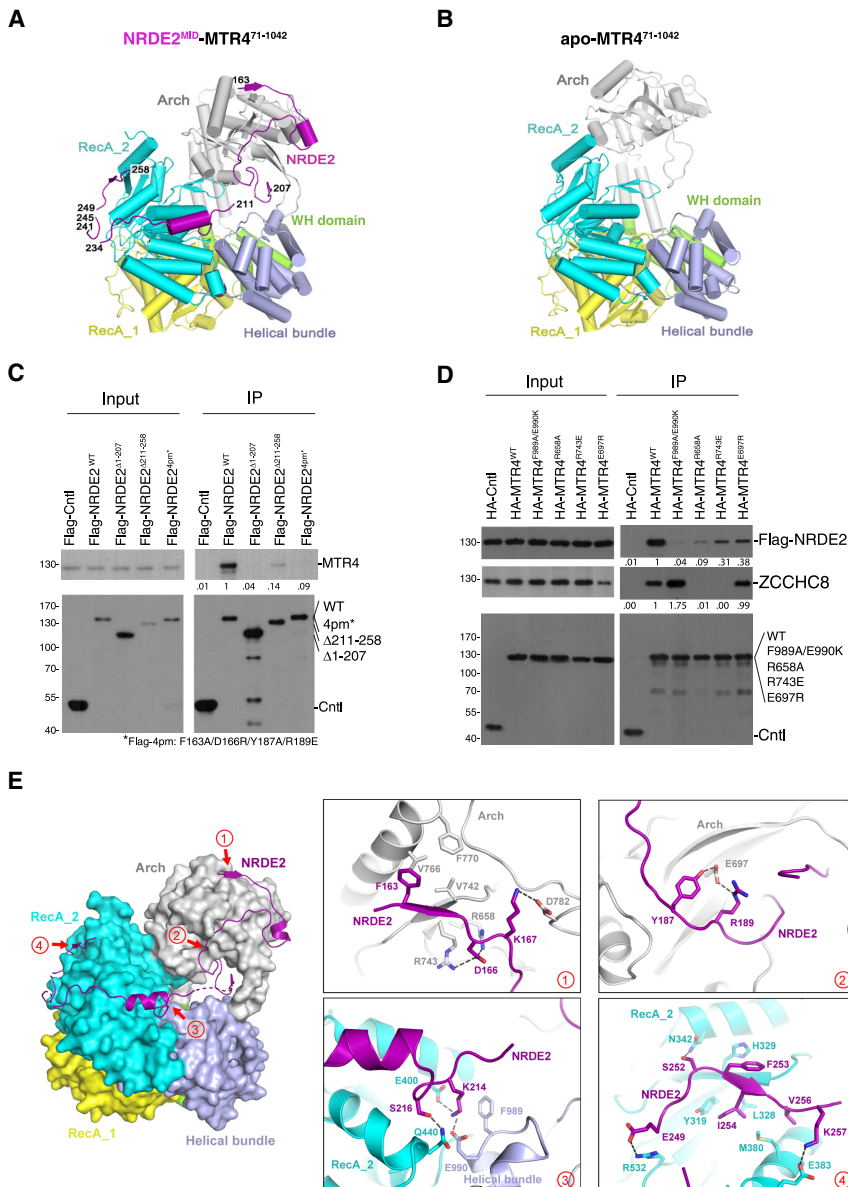 A
NRDE2MID-MTR471-1042
163
Arch
RecA_2
NRDE2
258
207
249
211
245
241
WH domain
234
RecA_1
Helical bundle
B
apo-MTR471-1042
Arch
RecA_2
WH domain
RecA_1
Helical bundle
C
Input IP
Flag-Cntl
Flag-NRDE2WT
Flag-NRDE2Δ1-207
Flag-NRDE2Δ211-258
Flag-NRDE24pm*
Flag-Cntl
Flag-NRDE2WT
Flag-NRDE2Δ1-207
Flag-NRDE2Δ211-258
Flag-NRDE24pm*
130- -MTR4
.01 1 .04 .14 .09
170-
130-
100-
70-
55-
40-
WT
4pm*
Δ211-258
Δ1-207
-Cntl
*Flag-4pm: F163A/D166R/Y187A/R189E
D
Input IP
HA-Cntl
HA-MTR4WT
HA-MTR4F989A/E990K
HA-MTR4R658A
HA-MTR4R743E
HA-MTR4E697R
HA-Cntl
HA-MTR4WT
HA-MTR4F989A/E990K
HA-MTR4R658A
HA-MTR4R743E
HA-MTR4E697R
130- -Flag-NRDE2
.01 1 .04 .09 .31 .38
130- -ZCCHC8
.00 1 1.75 .01 .00 .99
170-
130-
100-
70-
55-
40-
WT
F989A/E990K
R658A
R743E
E697R
-Cntl
E
①
Arch
NRDE2
RecA_2
②
④
③
RecA_1
Helical bundle
Arch
F770
V766
F163
V742
D782
NRDE2
R658
K167
R743
D166
①
Arch
E697
Y187
R189
NRDE2
②
NRDE2
E400
K214
S216
F989
Q440
E990
RecA_2
Helical bundle
③
RecA_2
N342
H329
S252
F253
NRDE2
V256
Y319
L328
I254
K257
E249
M380
R532
E383
④